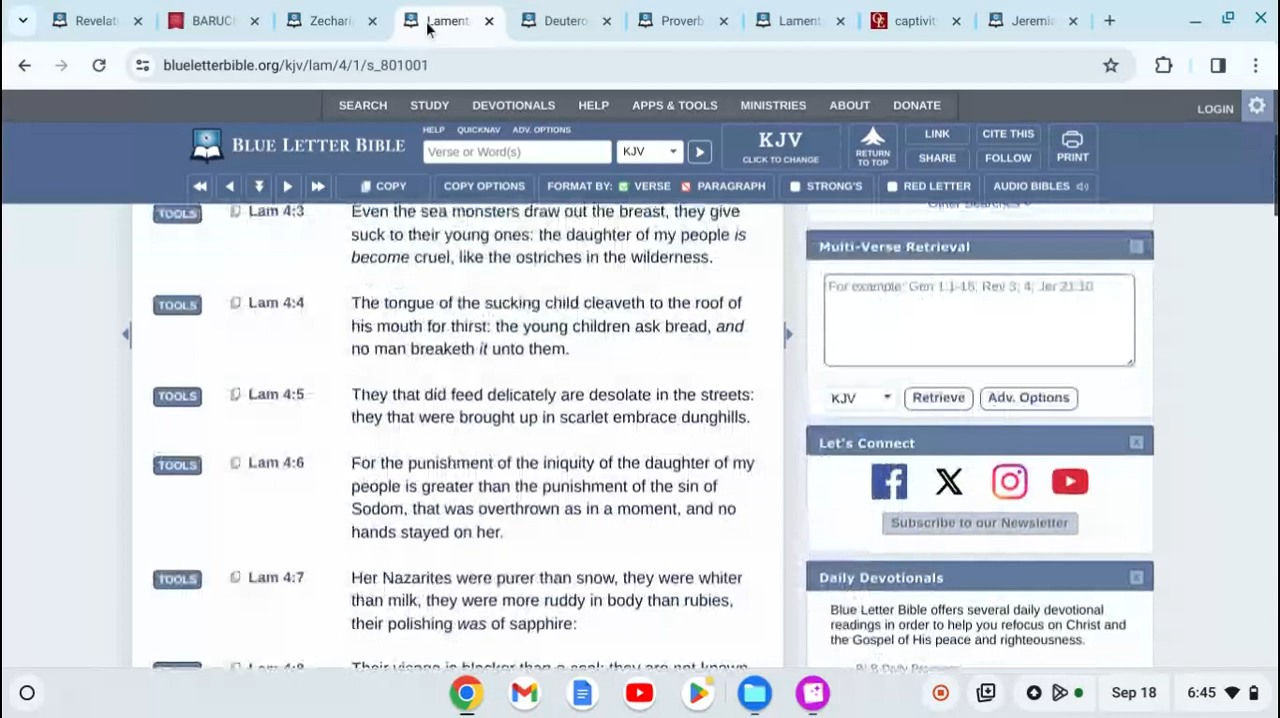 Revelat
BARUC
Zechari
Lament
Deutero
Proverb
Lament
captivit
Jeremia
blueletterbible.org/kjv/lam/4/1/s_801001
SEARCH STUDY DEVOTIONALS HELP APPS & TOOLS MINISTRIES ABOUT DONATE
LOGIN
BLUE LETTER BIBLE
HELP QUICKNAV ADV. OPTIONS
Verse or Word(s)
KJV
KJV
CLICK TO CHANGE
RETURN
TO TOP
LINK
CITE THIS
SHARE
FOLLOW
PRINT
COPY COPY OPTIONS FORMAT BY: VERSE PARAGRAPH STRONG'S RED LETTER AUDIO BIBLES
TOOLS Lam 4:3 Even the sea monsters draw out the breast, they give
suck to their young ones: the daughter of my people is
become cruel, like the ostriches in the wilderness.
TOOLS Lam 4:4 The tongue of the sucking child cleaveth to the roof of
his mouth for thirst: the young children ask bread, and
no man breaketh it unto them.
TOOLS Lam 4:5 They that did feed delicately are desolate in the streets:
they that were brought up in scarlet embrace dunghills.
TOOLS Lam 4:6 For the punishment of the iniquity of the daughter of my
people is greater than the punishment of the sin of
Sodom, that was overthrown as in a moment, and no
hands stayed on her.
TOOLS Lam 4:7 Her Nazarites were purer than snow, they were whiter
than milk, they were more ruddy in body than rubies,
their polishing was of sapphire:
Their visage is blacker than a coal; they are not known
Other Searches
Multi-Verse Retrieval
For example: Gen 1:1-15; Rev 3; 4; Jer 21:10
KJV Retrieve Adv. Options
Let's Connect
Subscribe to our Newsletter
Daily Devotionals
Blue Letter Bible offers several daily devotional
readings in order to help you refocus on Christ and
the Gospel of His peace and righteousness.
Sep 18 6:45